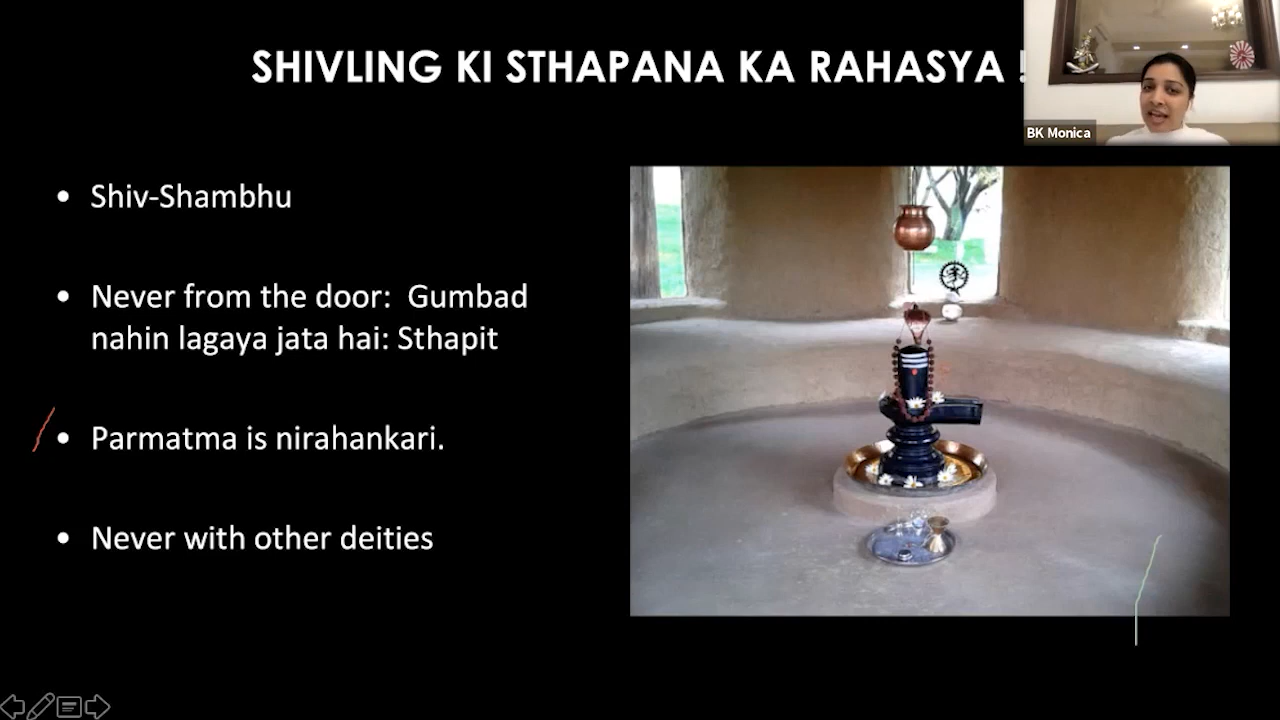 SHIVLING KI STHAPANA KA RAHASYA !
BK Monica
• Shiv-Shambhu
• Never from the door: Gumbad
nahin lagaya jata hai: Sthapit
• Parmatma is nirahankari.
• Never with other deities